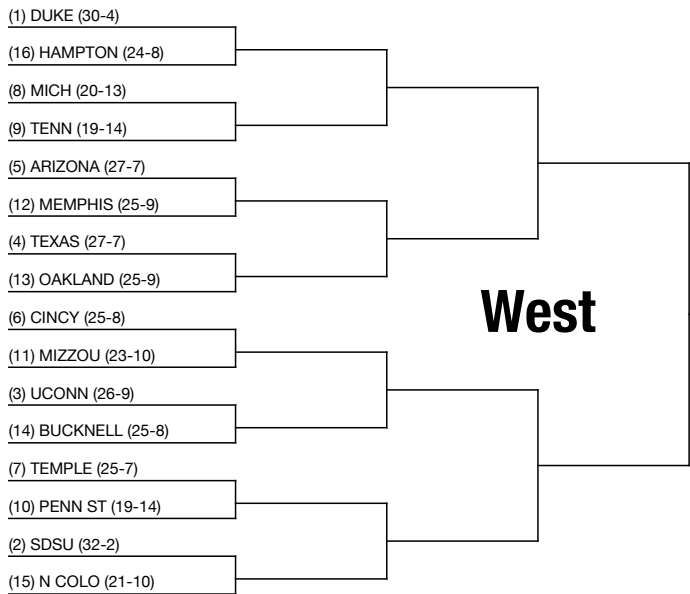 (1) DUKE (30-4)
(16) HAMPTON (24-8)
(8) MICH (20-13)
(9) TENN (19-14)
(5) ARIZONA (27-7)
(12) MEMPHIS (25-9)
(4) TEXAS (27-7)
(13) OAKLAND (25-9)
West
(6) CINCY (25-8)
(11) MIZZOU (23-10)
(3) UCONN (26-9)
(14) BUCKNELL (25-8)
(7) TEMPLE (25-7)
(10) PENN ST (19-14)
(2) SDSU (32-2)
(15) N COLO (21-10)